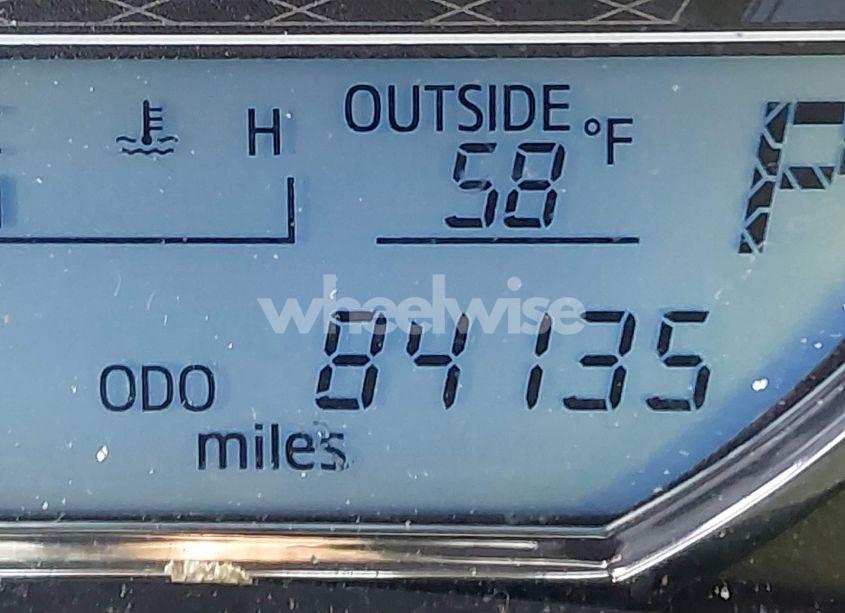 H OUTSIDE
58 °F P
wheelwise
ODO 84135
miles